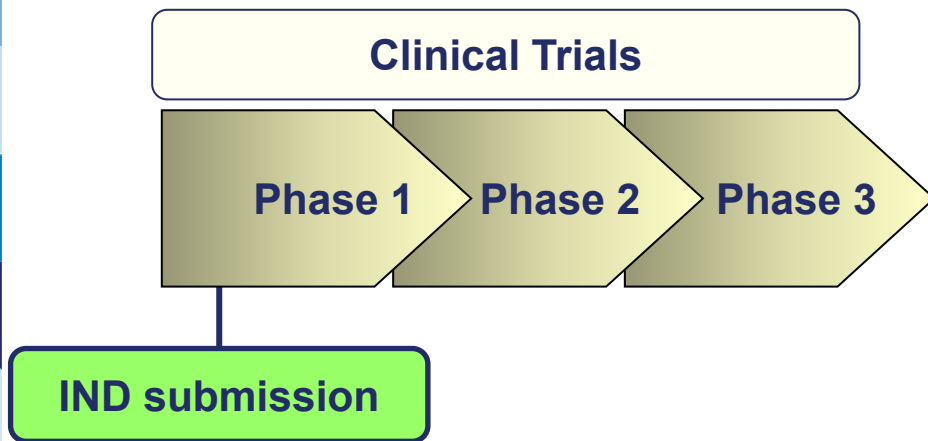 Clinical Trials
Phase 1
Phase 2
Phase 3
IND submission